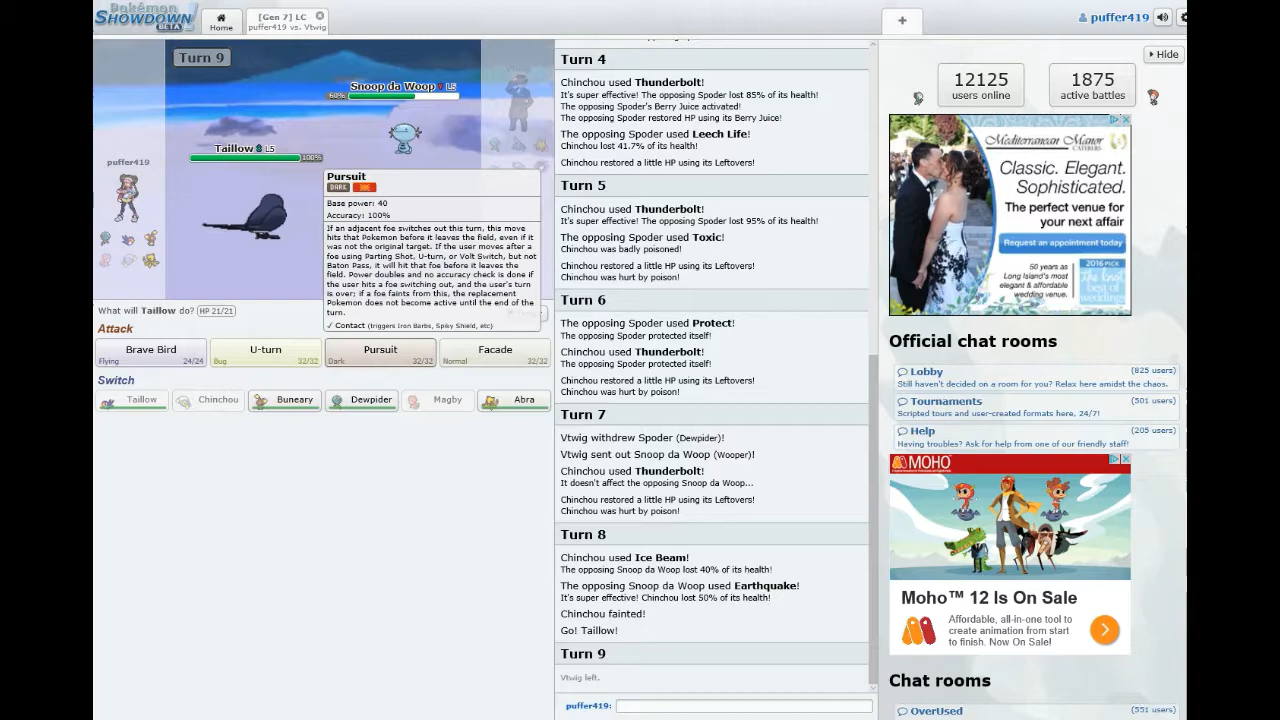 Pokémon
SHOWDOWN
BETA
Home
[Gen 7] LC
puffer419 vs. Vtwig
+
puffer419
Turn 9
Snoop da Woop L5
60%
Taillow L5
100%
puffer419
Pursuit
DARK
Base power: 40
Accuracy: 100%
If an adjacent foe switches out this turn, this move
hits that Pokemon before it leaves the field, even if it
was not the original target. If the user moves after a
foe using Parting Shot, U-turn, or Volt Switch, but not
Baton Pass, it will hit that foe before it leaves the
field. Power doubles and no accuracy check is done if
the user hits a foe switching out, and the user's turn
is over; if a foe faints from this, the replacement
Pokemon does not become active until the end of the
turn.
✓ Contact (triggers Iron Barbs, Spiky Shield, etc)
What will Taillow do? HP 21/21
Attack
Brave Bird
Flying 24/24
U-turn
Bug 32/32
Pursuit
Dark 32/32
Facade
Normal 32/32
Switch
Taillow
Chinchou
Buneary
Dewpider
Magby
Abra
Turn 4
Chinchou used Thunderbolt!
It's super effective! The opposing Spoder lost 85% of its health!
The opposing Spoder's Berry Juice activated!
The opposing Spoder restored HP using its Berry Juice!
The opposing Spoder used Leech Life!
Chinchou lost 41.7% of its health!
Chinchou restored a little HP using its Leftovers!
Turn 5
Chinchou used Thunderbolt!
It's super effective! The opposing Spoder lost 95% of its health!
The opposing Spoder used Toxic!
Chinchou was badly poisoned!
Chinchou restored a little HP using its Leftovers!
Chinchou was hurt by poison!
Turn 6
The opposing Spoder used Protect!
The opposing Spoder protected itself!
Chinchou used Thunderbolt!
The opposing Spoder protected itself!
Chinchou restored a little HP using its Leftovers!
Chinchou was hurt by poison!
Turn 7
Vtwig withdrew Spoder (Dewpider)!
Vtwig sent out Snoop da Woop (Wooper)!
Chinchou used Thunderbolt!
It doesn't affect the opposing Snoop da Woop...
Chinchou restored a little HP using its Leftovers!
Chinchou was hurt by poison!
Turn 8
Chinchou used Ice Beam!
The opposing Snoop da Woop lost 40% of its health!
The opposing Snoop da Woop used Earthquake!
It's super effective! Chinchou lost 50% of its health!
Chinchou fainted!
Go! Taillow!
Turn 9
Vtwig left.
puffer419:
Hide
12125
users online
1875
active battles
Mediterranean Manor
CATERERS
Classic. Elegant.
Sophisticated.
The perfect venue for
your next affair
Request an appointment today
50 years as
Long Island's most
elegant & affordable
wedding venue.
2016 PICK
the knot
best of
weddings
Official chat rooms
Lobby (825 users)
Still haven't decided on a room for you? Relax here amidst the chaos.
Tournaments (501 users)
Scripted tours and user-created formats here, 24/7!
Help (205 users)
Having troubles? Ask for help from one of our friendly staff!
MOHO
Moho™ 12 Is On Sale
Affordable, all-in-one tool to
create animation from start
to finish. Now On Sale!
Chat rooms
OverUsed (551 users)